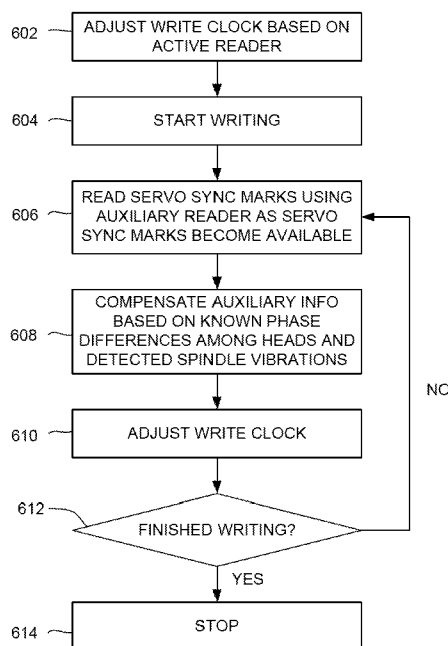 602
ADJUST WRITE CLOCK BASED ON
ACTIVE READER
604
START WRITING
606
READ SERVO SYNC MARKS USING
AUXILIARY READER AS SERVO
SYNC MARKS BECOME AVAILABLE
608
COMPENSATE AUXILIARY INFO
BASED ON KNOWN PHASE
DIFFERENCES AMONG HEADS AND
DETECTED SPINDLE VIBRATIONS
NO
610
ADJUST WRITE CLOCK
612
FINISHED WRITING?
YES
614
STOP